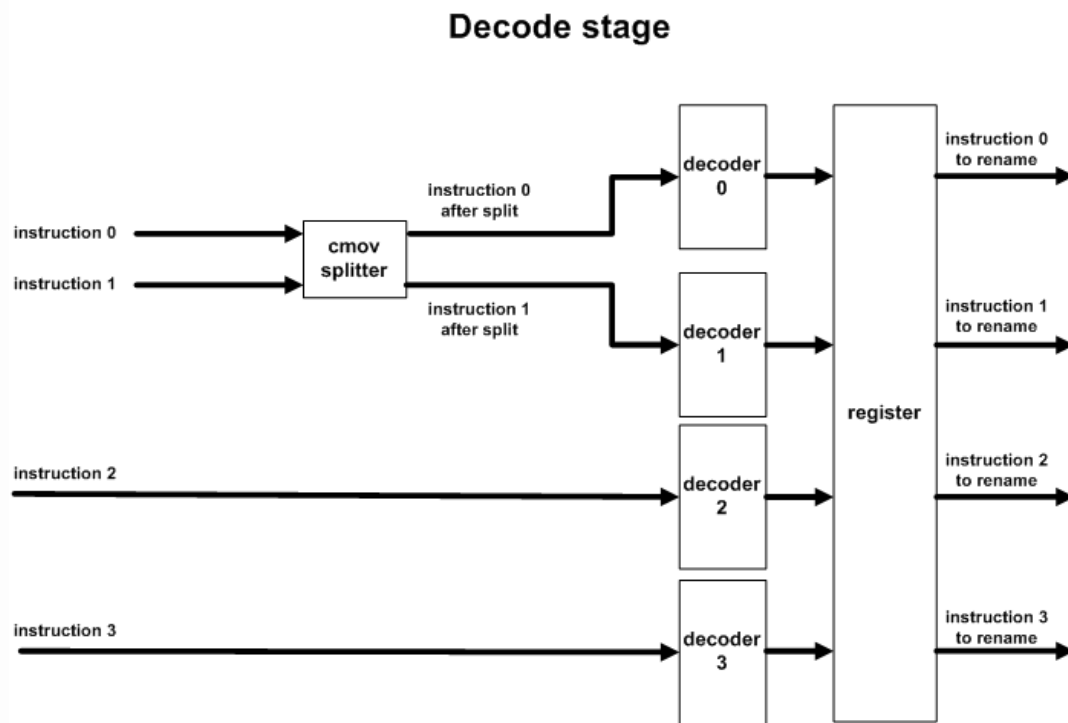 Decode stage
instruction 0
to rename
decoder
0
instruction 0
after split
instruction 0
cmov
splitter
instruction 1
instruction 1
after split
decoder
1
instruction 1
to rename
register
instruction 2
decoder
2
instruction 2
to rename
instruction 3
decoder
3
instruction 3
to rename